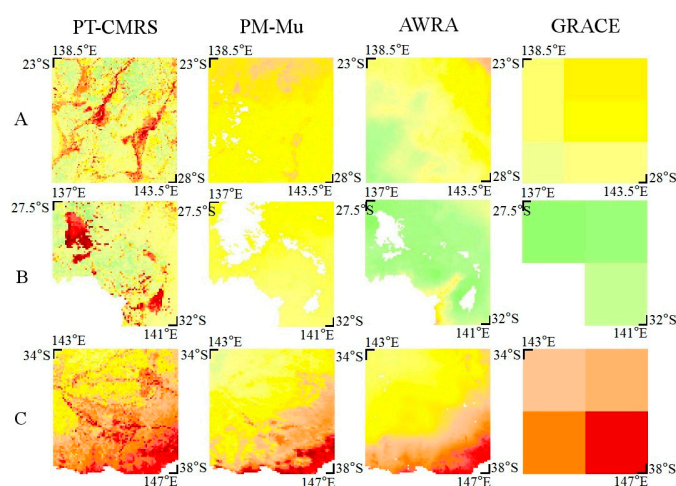 PT-CMRS PM-Mu AWRA GRACE
138.5°E 138.5°E 138.5°E 138.5°E
23°S 23°S 23°S 23°S
A
28°S 28°S 28°S 28°S
143.5°E 143.5°E 143.5°E 143.5°E
137°E 137°E 137°E 137°E
27.5°S 27.5°S 27.5°S 27.5°S
B
32°S 32°S 32°S 32°S
141°E 141°E 141°E 141°E
143°E 143°E 143°E 143°E
34°S 34°S 34°S 34°S
C
38°S 38°S 38°S 38°S
147°E 147°E 147°E 147°E